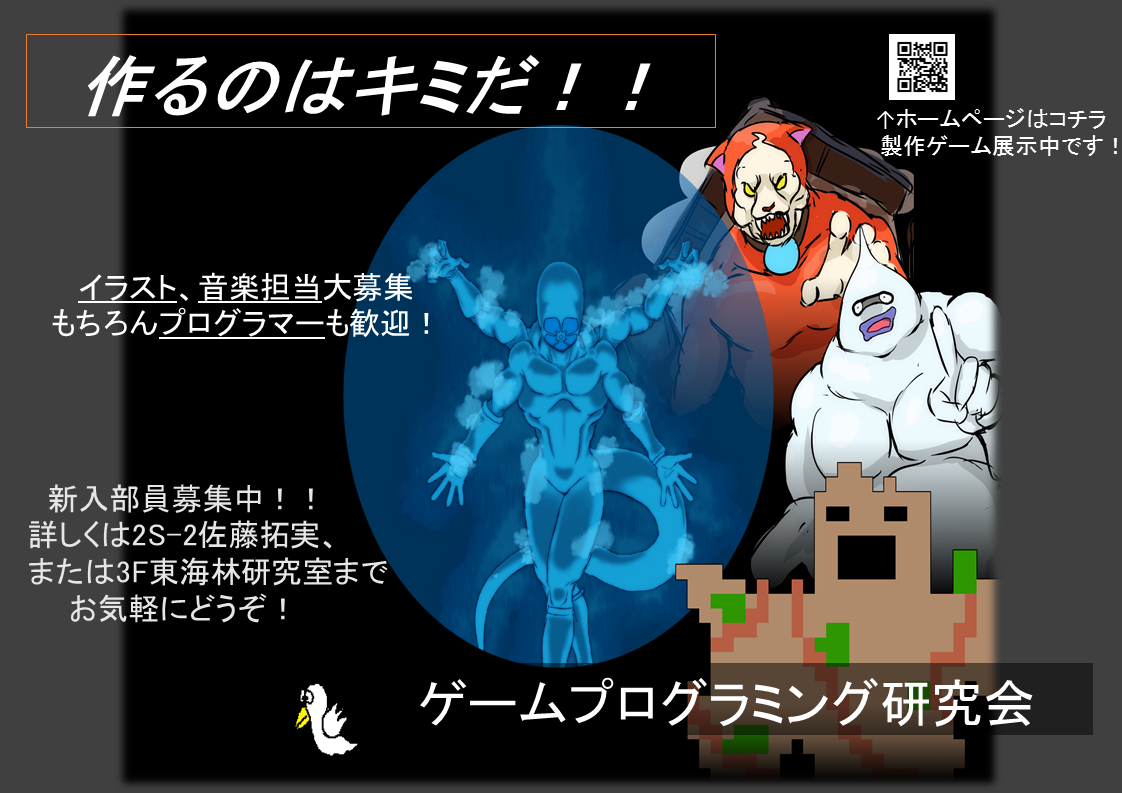 作るのはキミだ！！
↑ホームページはコチラ
製作ゲーム展示中です！
イラスト、音楽担当大募集
もちろんプログラマーも歓迎！
新入部員募集中！！
詳しくは2S-2佐藤拓実、
または3F東海林研究室まで
お気軽にどうぞ！
ゲームプログラミング研究会